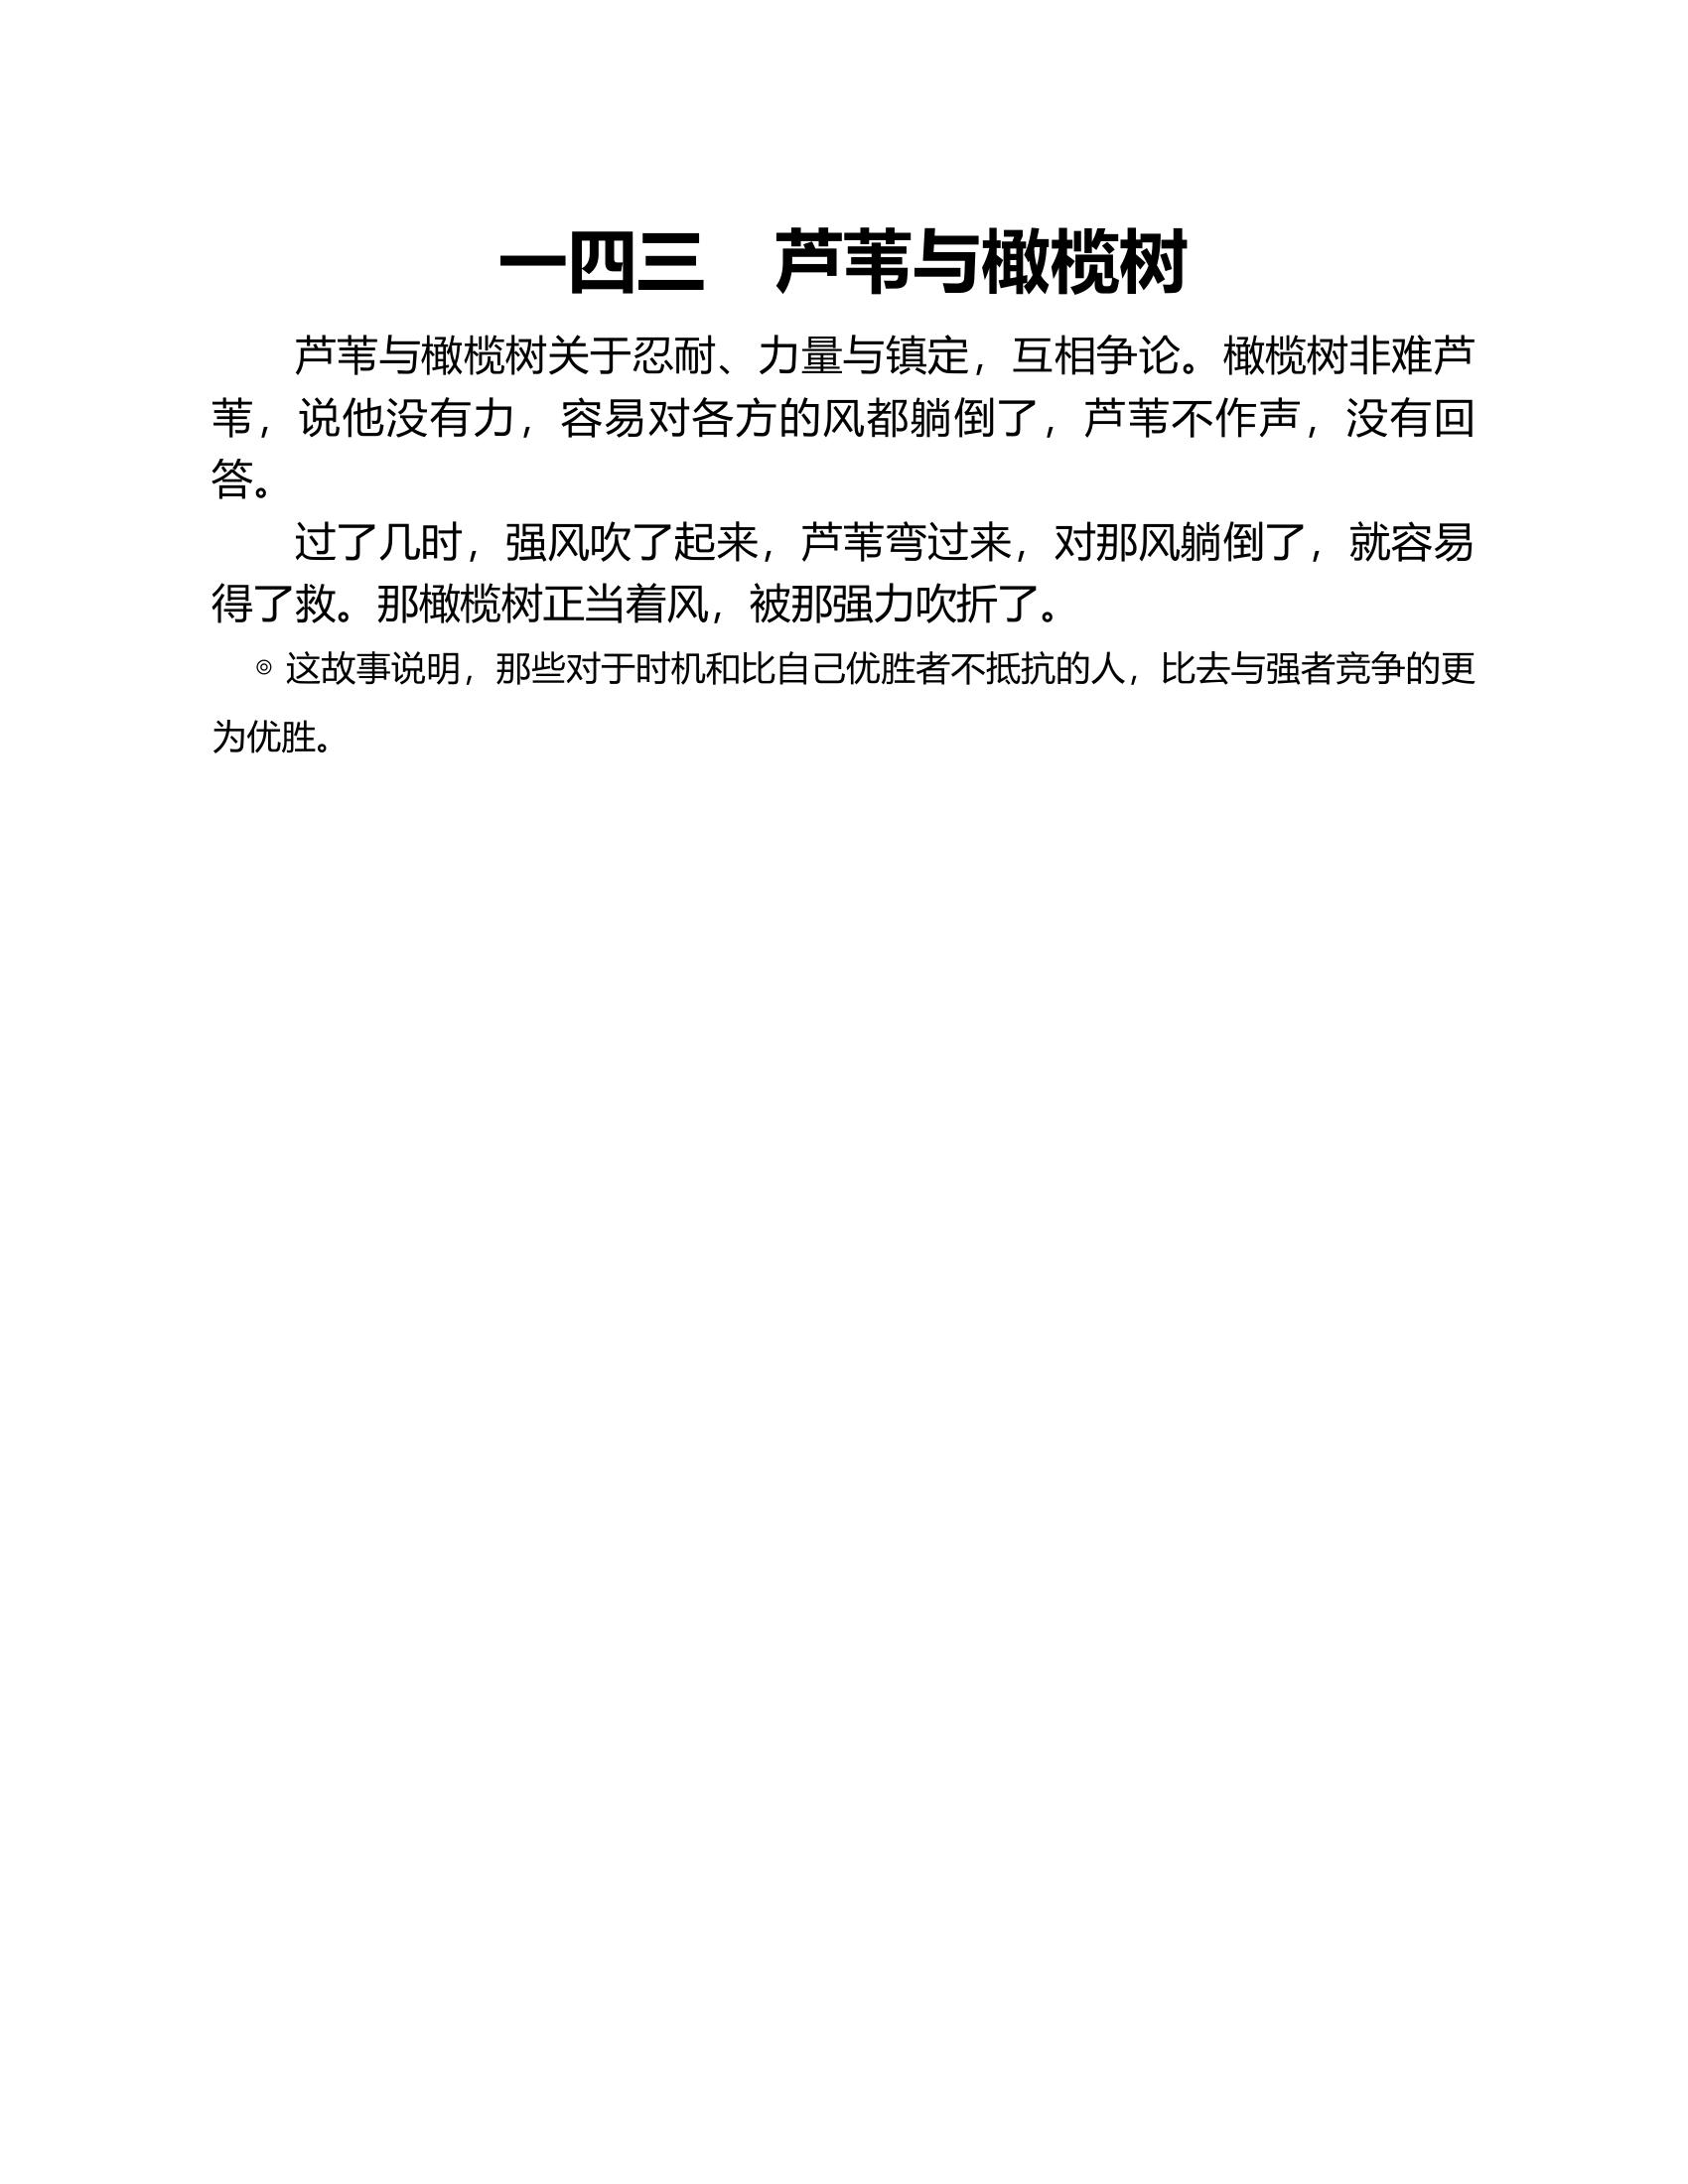 一四三　芦苇与橄榄树
芦苇与橄榄树关于忍耐、力量与镇定，互相争论。橄榄树非难芦
苇，说他没有力，容易对各方的风都躺倒了，芦苇不作声，没有回
答。
过了几时，强风吹了起来，芦苇弯过来，对那风躺倒了，就容易
得了救。那橄榄树正当着风，被那强力吹折了。
◎ 这故事说明，那些对于时机和比自己优胜者不抵抗的人，比去与强者竞争的更
为优胜。